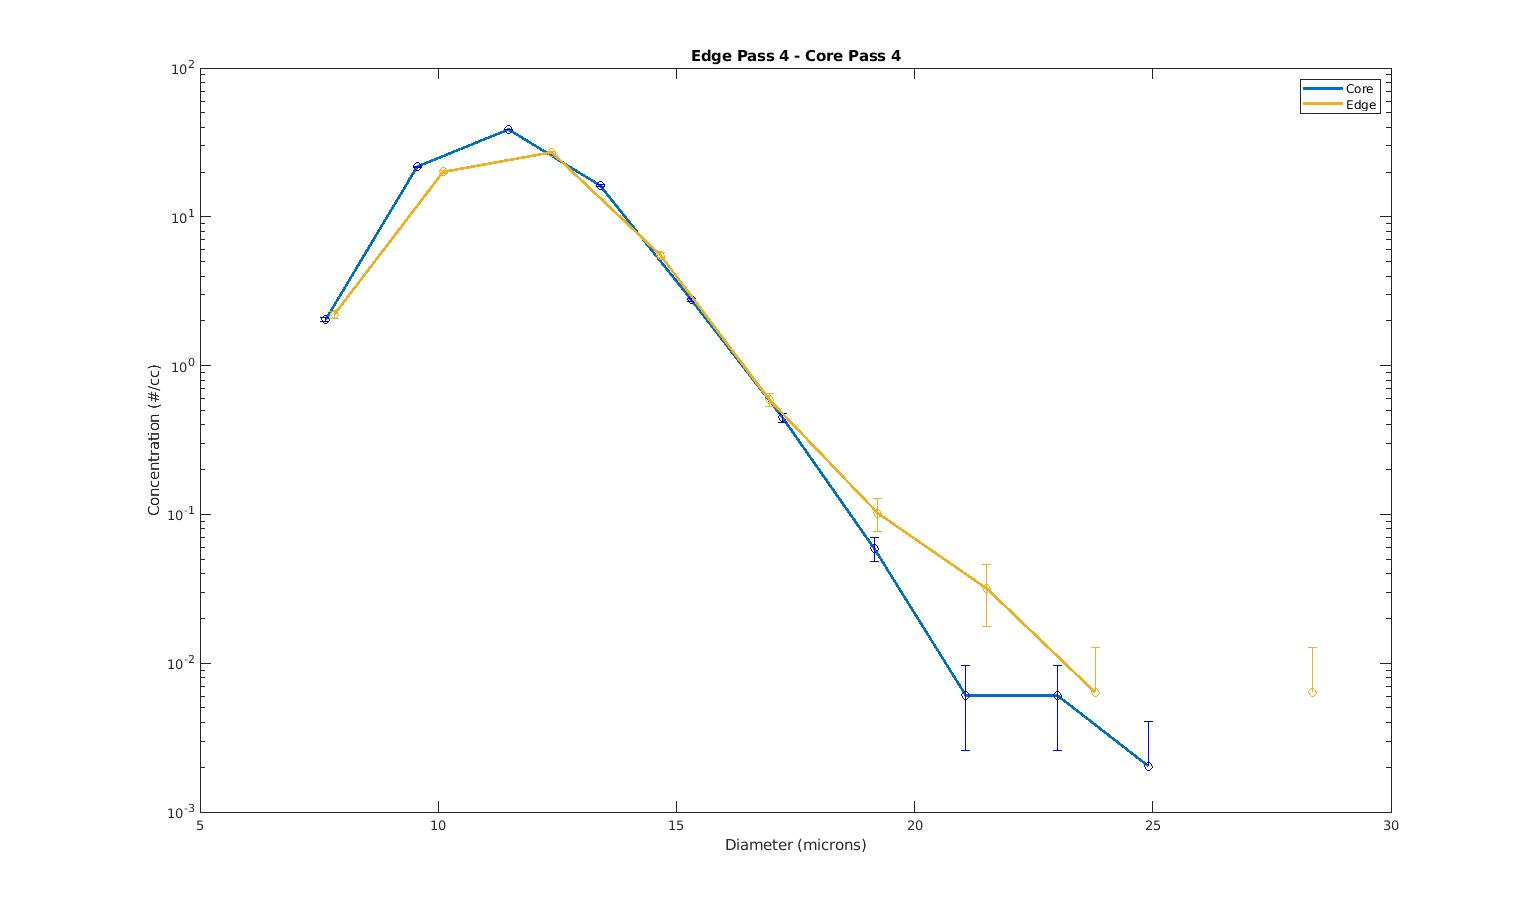 Edge Pass 4 - Core Pass 4
Core
Edge
10^2
10^1
10^0
10^-1
10^-2
10^-3
Concentration (#/cc)
5 10 15 20 25 30
Diameter (microns)